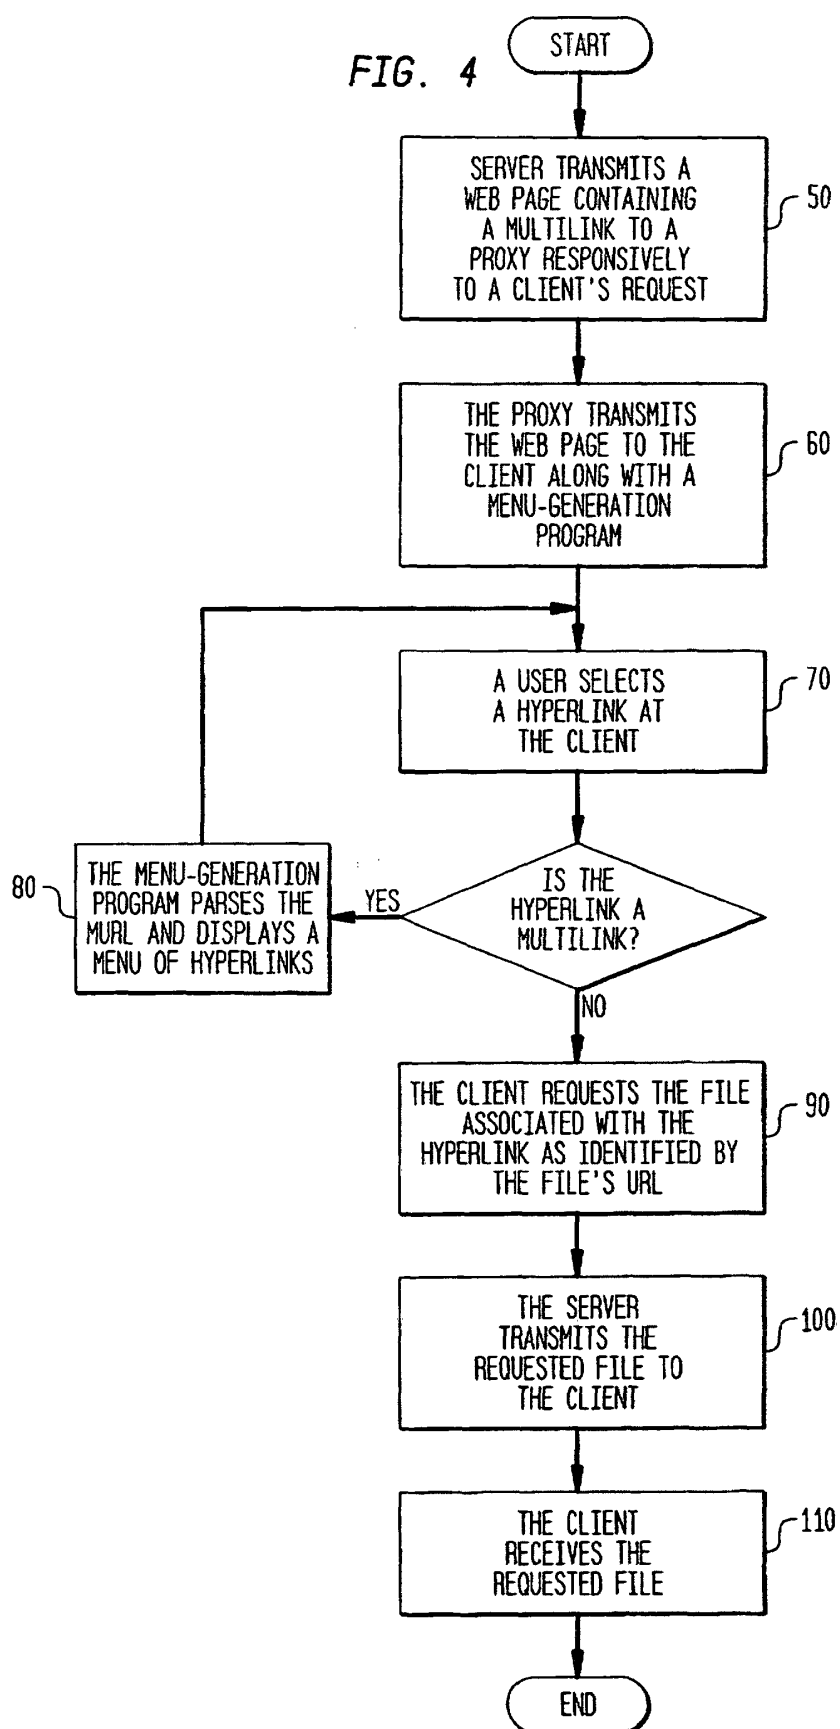 START
FIG. 4
SERVER TRANSMITS A
WEB PAGE CONTAINING
A MULTILINK TO A
PROXY RESPONSIVELY
TO A CLIENT'S REQUEST
50
THE PROXY TRANSMITS
THE WEB PAGE TO THE
CLIENT ALONG WITH A
MENU-GENERATION
PROGRAM
60
A USER SELECTS
A HYPERLINK AT
THE CLIENT
70
IS THE
HYPERLINK A
MULTILINK?
YES
80
THE MENU-GENERATION
PROGRAM PARSES THE
MURL AND DISPLAYS A
MENU OF HYPERLINKS
NO
THE CLIENT REQUESTS THE FILE
ASSOCIATED WITH THE
HYPERLINK AS IDENTIFIED BY
THE FILE'S URL
90
THE SERVER
TRANSMITS THE
REQUESTED FILE TO
THE CLIENT
100
THE CLIENT
RECEIVES THE
REQUESTED FILE
110
END